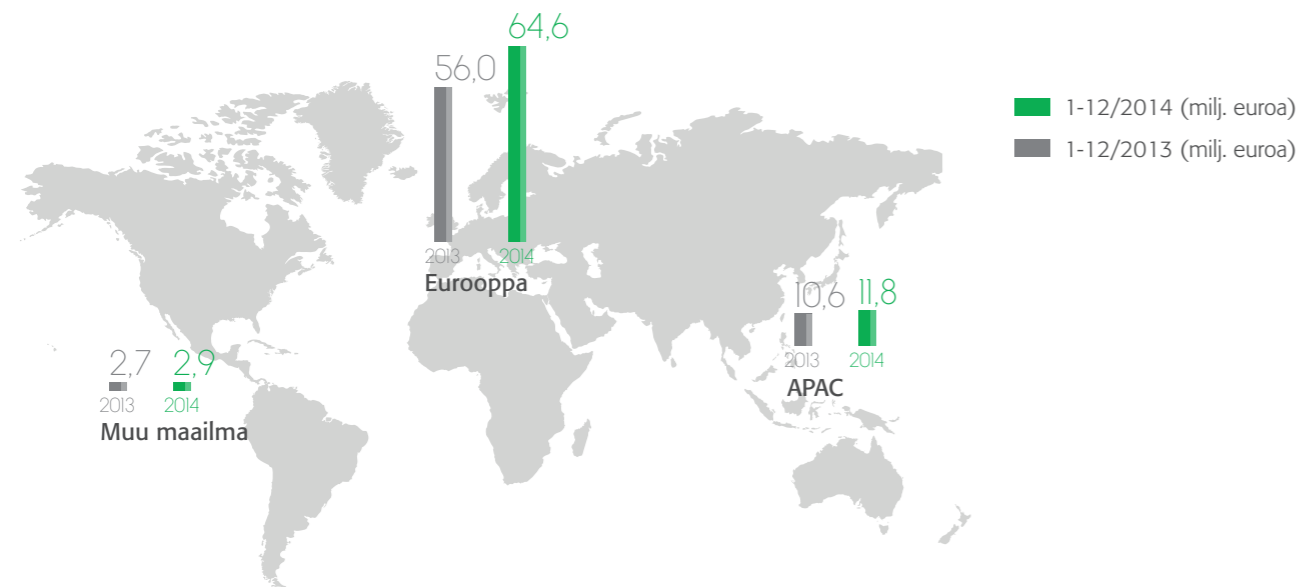 64,6
56,0
1-12/2014 (milj. euroa)
1-12/2013 (milj. euroa)
2013 2014
Eurooppa
10,6 11,8
2013 2014
APAC
2,7 2,9
2013 2014
Muu maailma